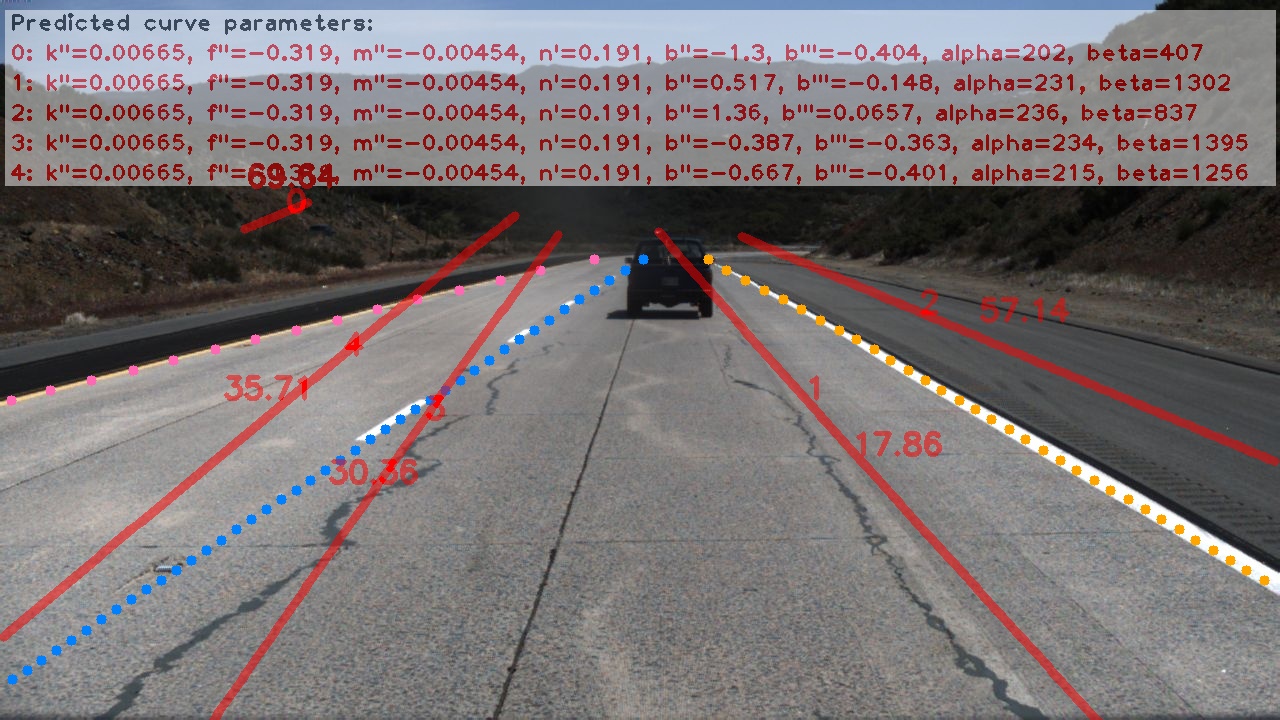 Predicted curve parameters:
0: k''=0.00665, f''=-0.319, m''=-0.00454, n'=0.191, b''=-1.3, b'''=-0.404, alpha=202, beta=407
1: k''=0.00665, f''=-0.319, m''=-0.00454, n'=0.191, b''=0.517, b'''=-0.148, alpha=231, beta=1302
2: k''=0.00665, f''=-0.319, m''=-0.00454, n'=0.191, b''=1.36, b'''=0.0657, alpha=236, beta=837
3: k''=0.00665, f''=-0.319, m''=-0.00454, n'=0.191, b''=-0.387, b'''=-0.363, alpha=234, beta=1395
4: k''=0.00665, f''=-0.319, m''=-0.00454, n'=0.191, b''=-0.667, b'''=-0.401, alpha=215, beta=1256
69.64
0
2 57.14
4
35.71 1
3
17.86
30.36